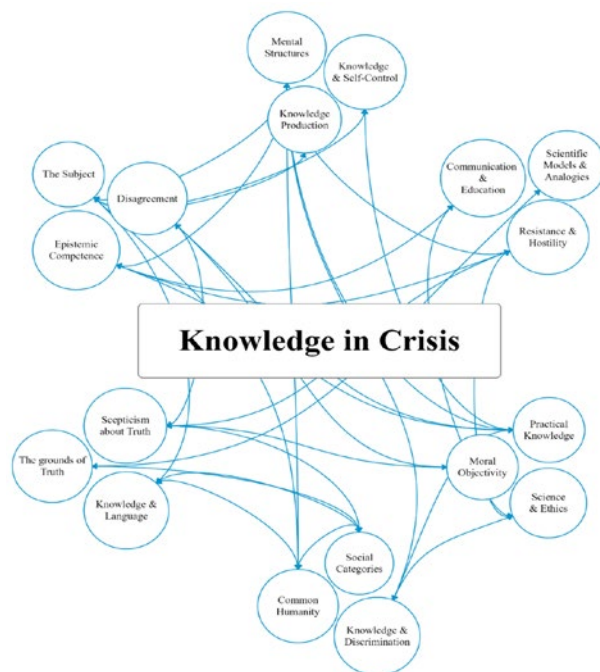 Mental
Structures
Knowledge
& Self-Control
Knowledge
Production
The Subject
Disagreement
Epistemic
Competence
Communication
&
Education
Scientific
Models &
Analogies
Resistance &
Hostility
Knowledge in Crisis
Scepticism
about Truth
The grounds of
Truth
Knowledge &
Language
Practical
Knowledge
Moral
Objectivity
Science
& Ethics
Social
Categories
Common
Humanity
Knowledge &
Discrimination